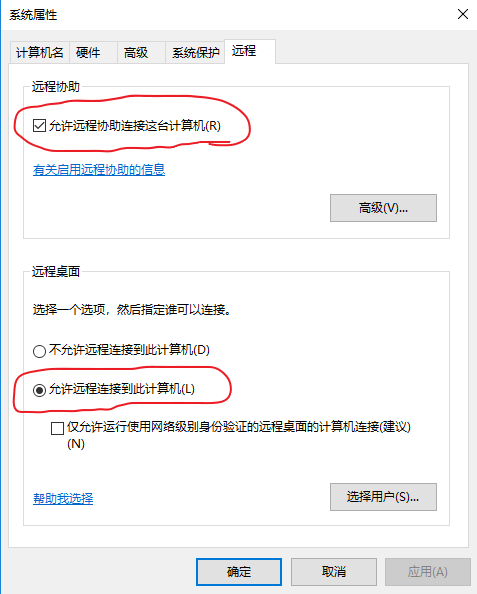 系统属性
计算机名 硬件 高级 系统保护 远程
远程协助
允许远程协助连接这台计算机(R)
有关启用远程协助的信息
高级(V)...
远程桌面
选择一个选项，然后指定谁可以连接。
不允许远程连接到此计算机(D)
允许远程连接到此计算机(L)
仅允许运行使用网络级别身份验证的远程桌面的计算机连接(建议)
(N)
帮助我选择
选择用户(S)...
确定 取消 应用(A)